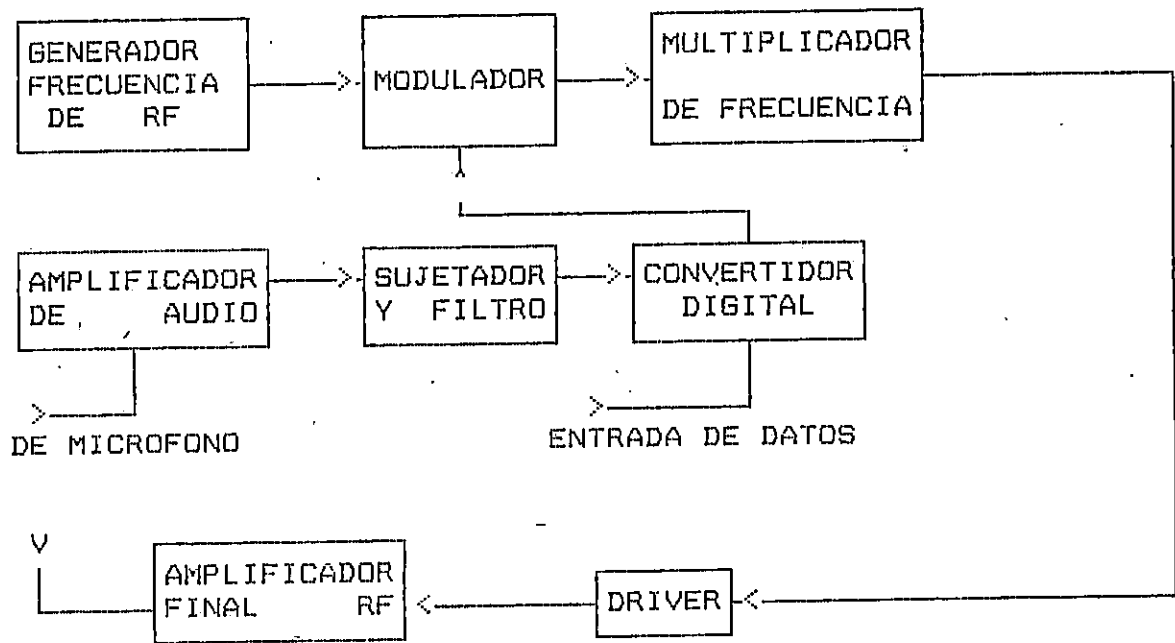 GENERADOR
FRECUENCIA
DE RF
MODULADOR
MULTIPLICADOR
DE FRECUENCIA
AMPLIFICADOR
DE AUDIO
SUJETADOR
Y FILTRO
CONVERTIDOR
DIGITAL
DE MICROFONO
ENTRADA DE DATOS
AMPLIFICADOR
FINAL RF
DRIVER